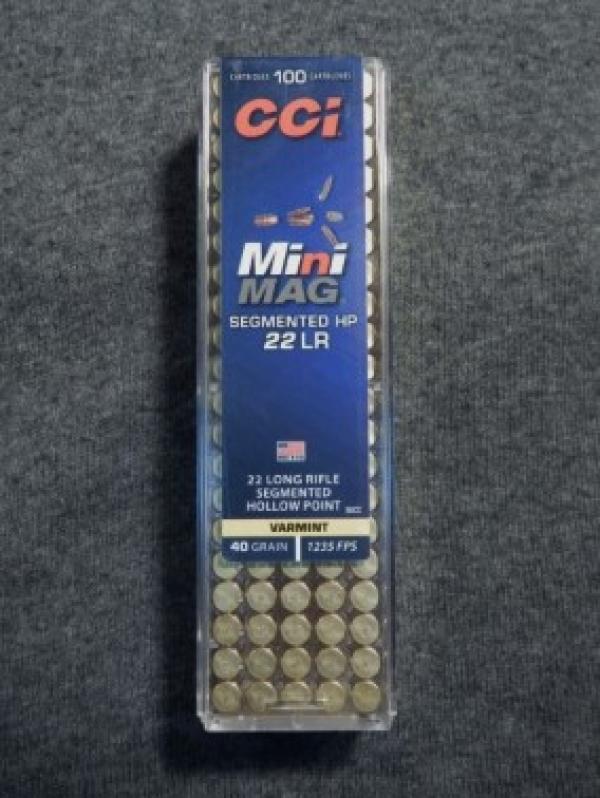 CARTRIDGES 100 CARTOUCHES
CCI
Mini
MAG
SEGMENTED HP
22 LR
22 LONG RIFLE
SEGMENTED
HOLLOW POINT
VARMINT
40 GRAIN 1235 FPS